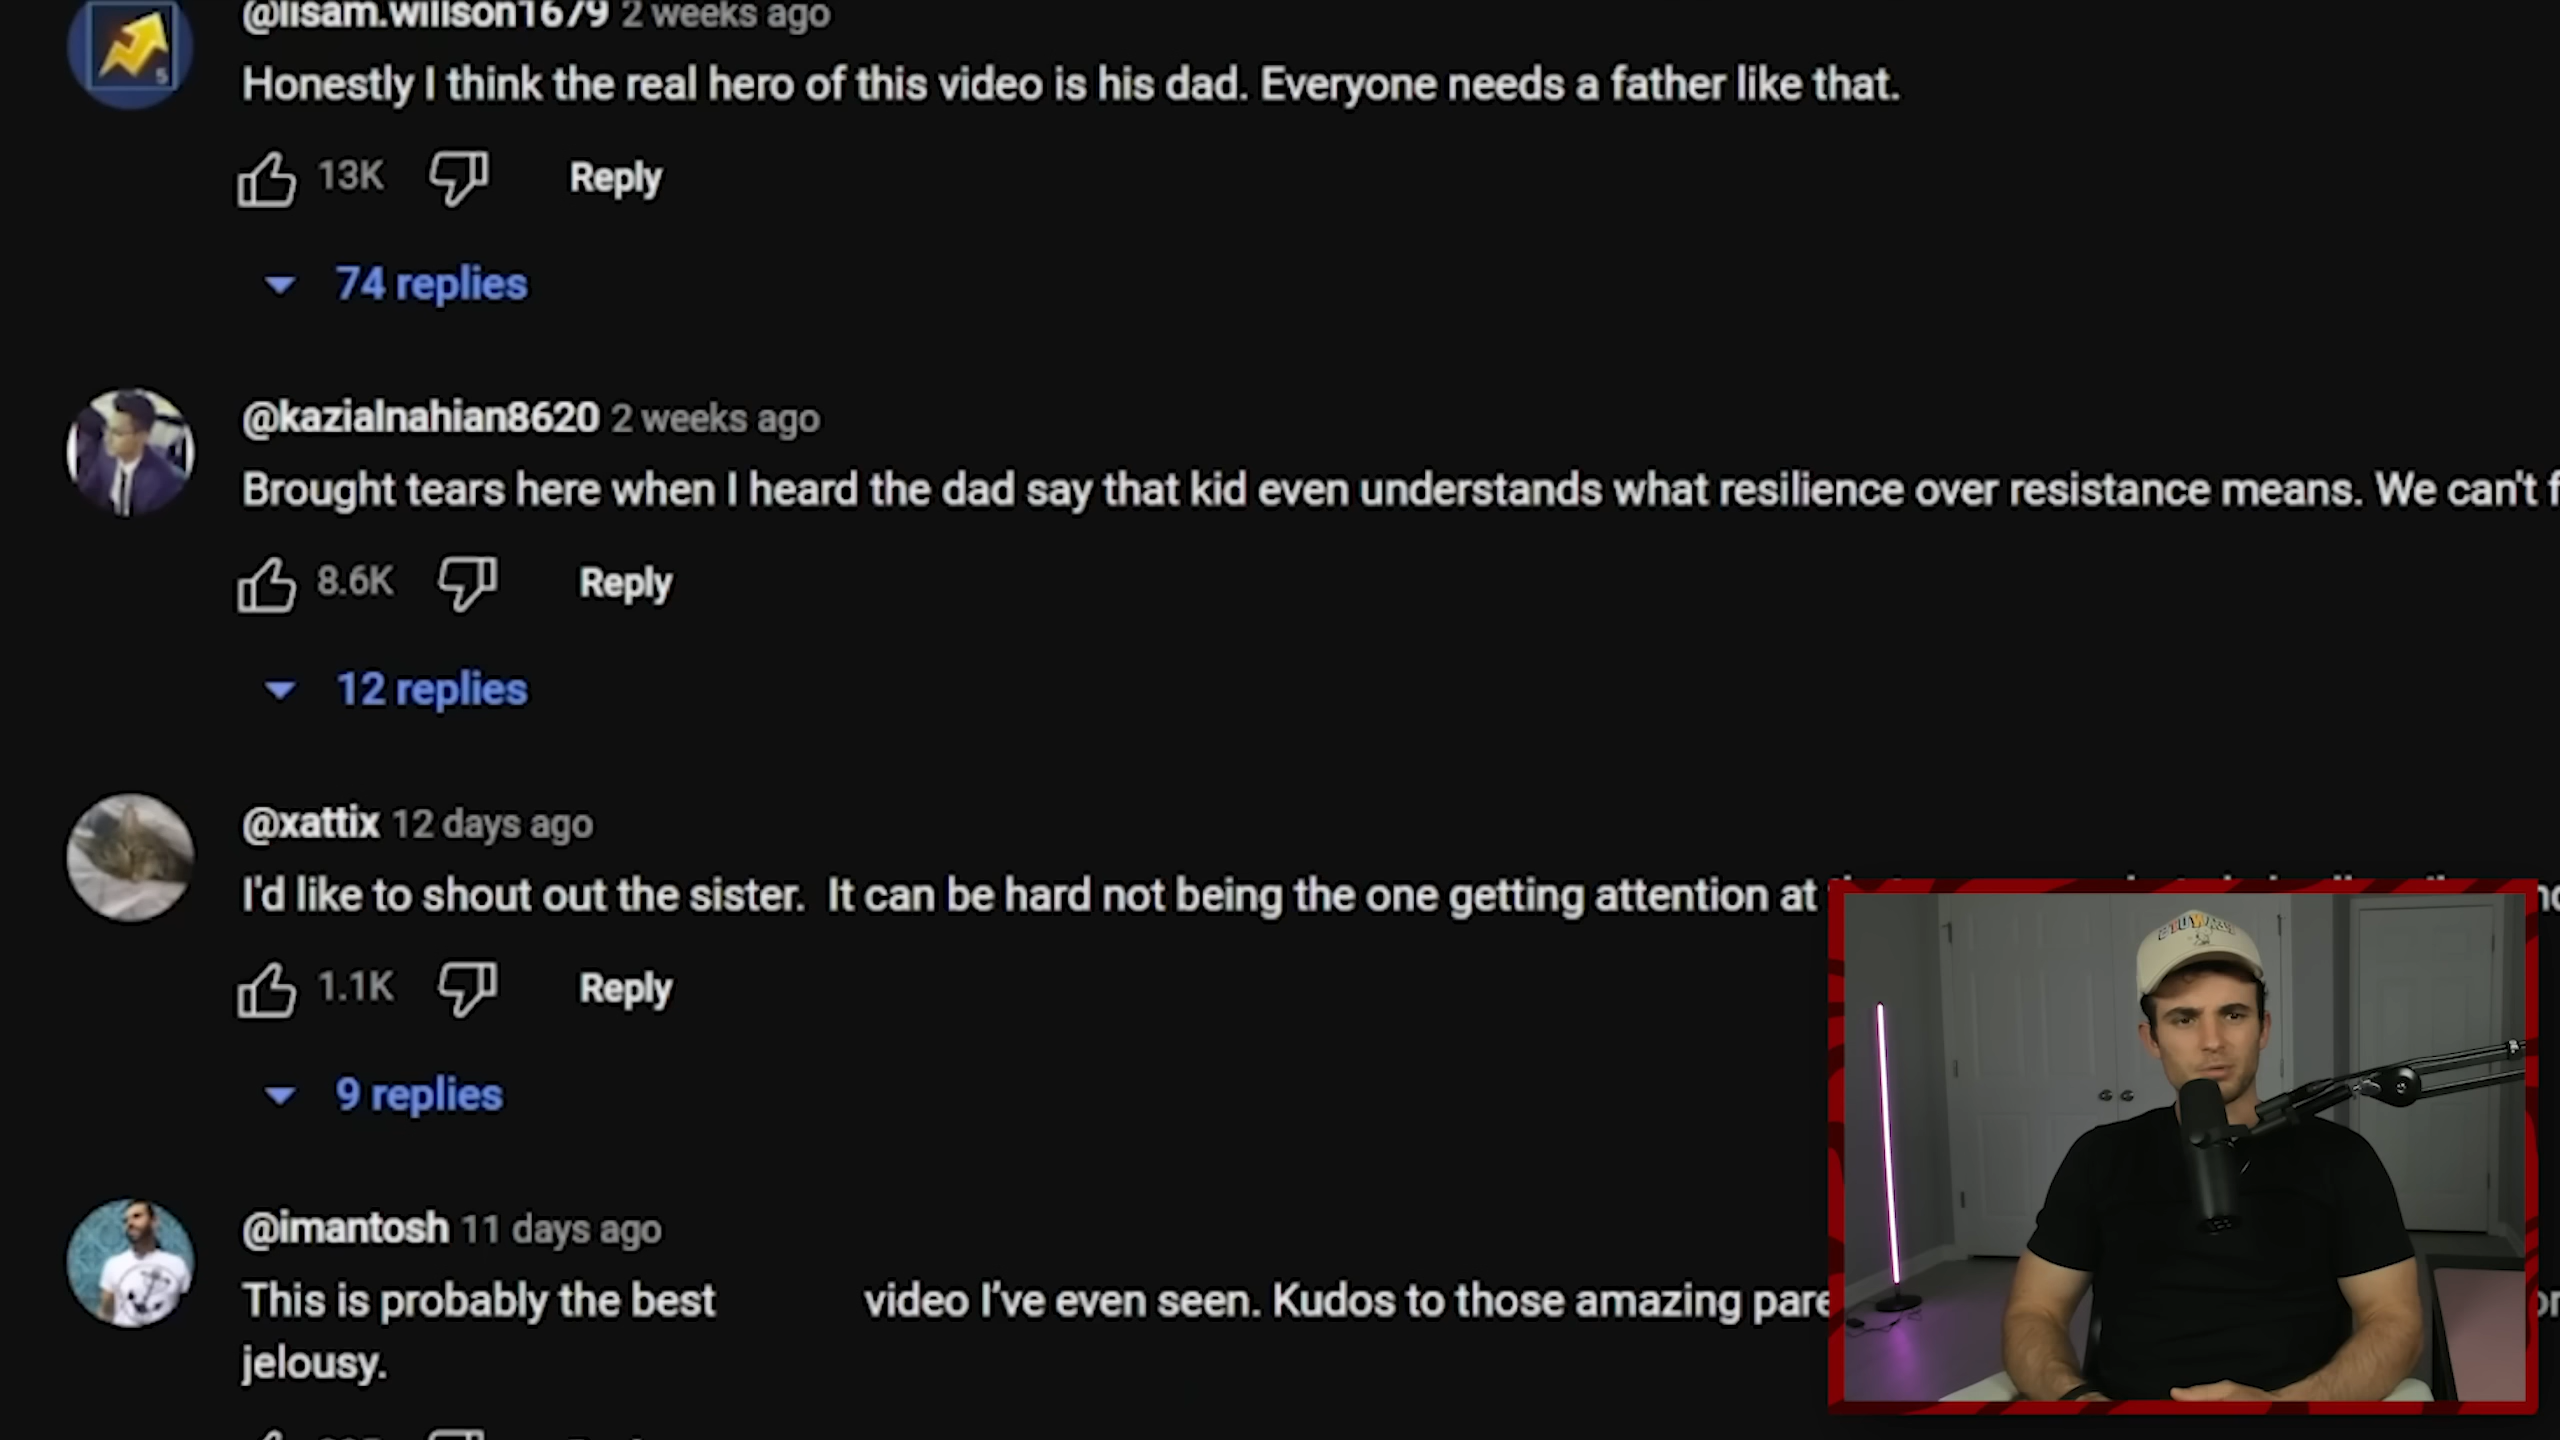 @lisam.willson1679 2 weeks ago
Honestly I think the real hero of this video is his dad. Everyone needs a father like that.
13K Reply
74 replies
@kazialnahian8620 2 weeks ago
Brought tears here when I heard the dad say that kid even understands what resilience over resistance means. We can't f
8.6K Reply
12 replies
@xattix 12 days ago
I'd like to shout out the sister.  It can be hard not being the one getting attention at
1.1K Reply
9 replies
@imantosh 11 days ago
This is probably the best video I've even seen. Kudos to those amazing pare
jelousy.